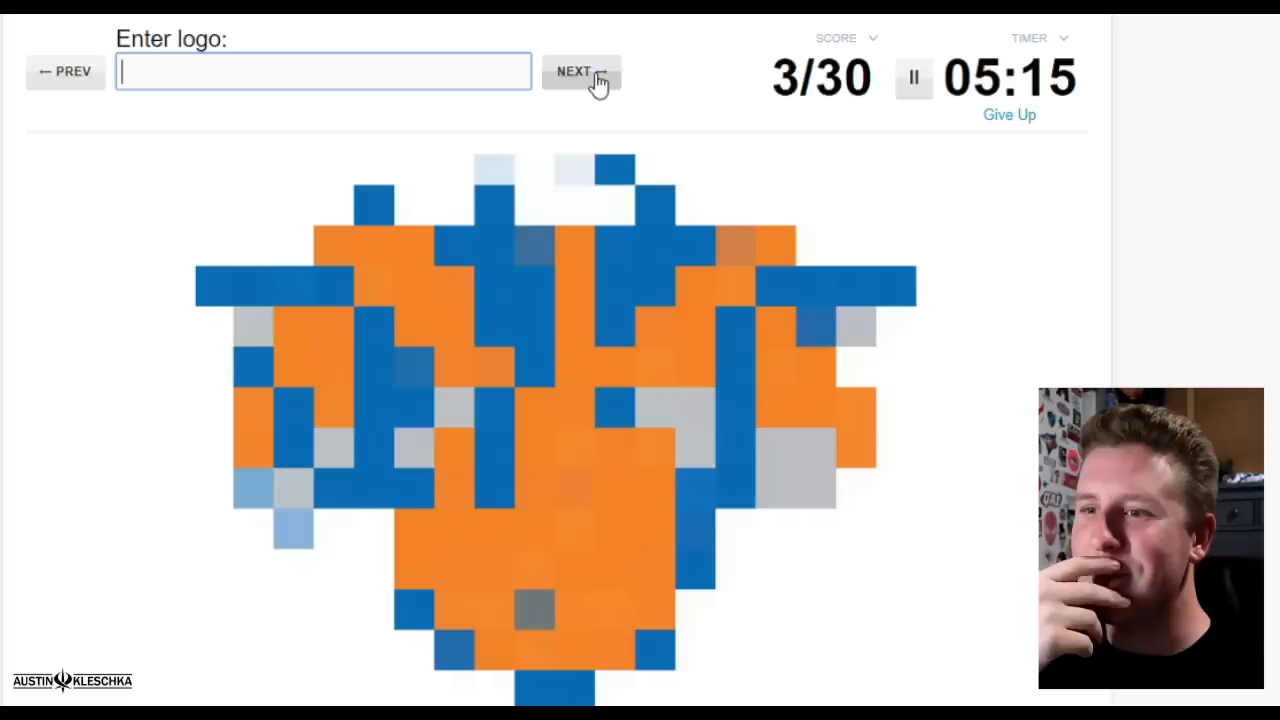 Enter logo:
← PREV
NEXT →
SCORE
3/30
TIMER
05:15
Give Up
AUSTIN KLESCHKA